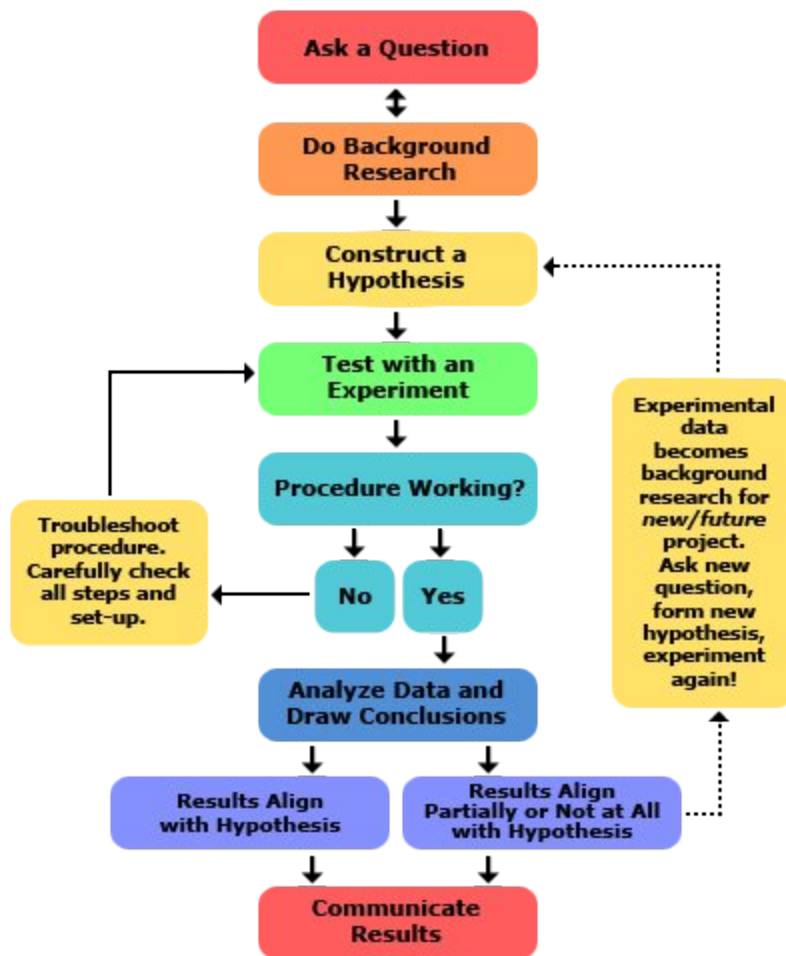 Ask a Question
Do Background
Research
Construct a
Hypothesis
Test with an
Experiment
Procedure Working?
No
Yes
Troubleshoot
procedure.
Carefully check
all steps and
set-up.
Experimental
data
becomes
background
research for
new/future
project.
Ask new
question,
form new
hypothesis,
experiment
again!
Analyze Data and
Draw Conclusions
Results Align
with Hypothesis
Results Align
Partially or Not at All
with Hypothesis
Communicate
Results